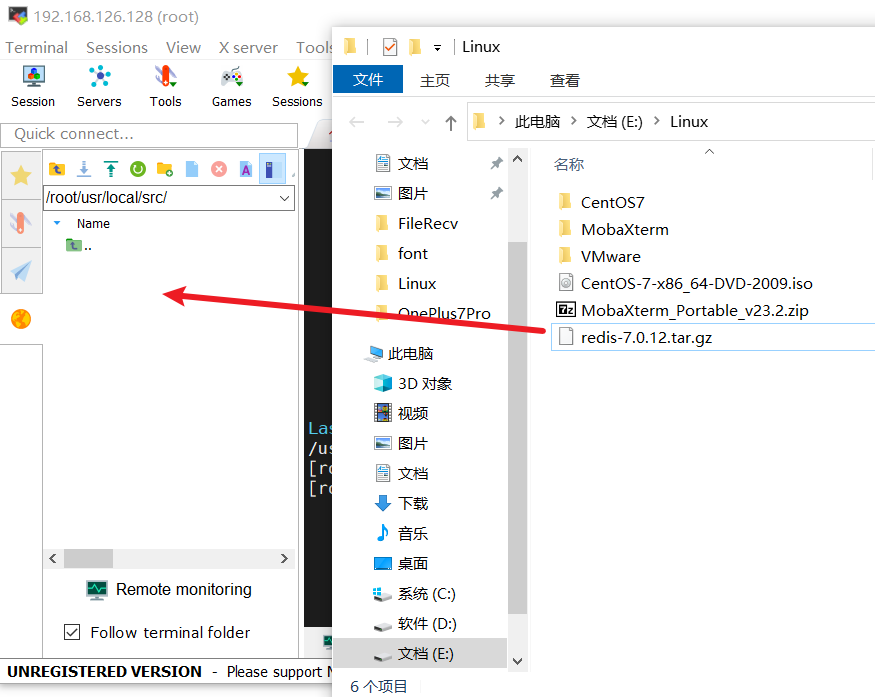 192.168.126.128 (root)
Terminal Sessions View X server Tools
Session Servers Tools Games Sessions
Quick connect...
/root/usr/local/src/
Name
..
Remote monitoring
Follow terminal folder
UNREGISTERED VERSION - Please support
Las
/us
[ro
[ro
Linux
文件 主页 共享 查看
此电脑 > 文档 (E:) > Linux
文档
图片
FileRecv
font
Linux
OnePlus7Pro
此电脑
3D 对象
视频
图片
文档
下载
音乐
桌面
系统 (C:)
软件 (D:)
文档 (E:)
名称
CentOS7
MobaXterm
VMware
CentOS-7-x86_64-DVD-2009.iso
7z MobaXterm_Portable_v23.2.zip
redis-7.0.12.tar.gz
6 个项目